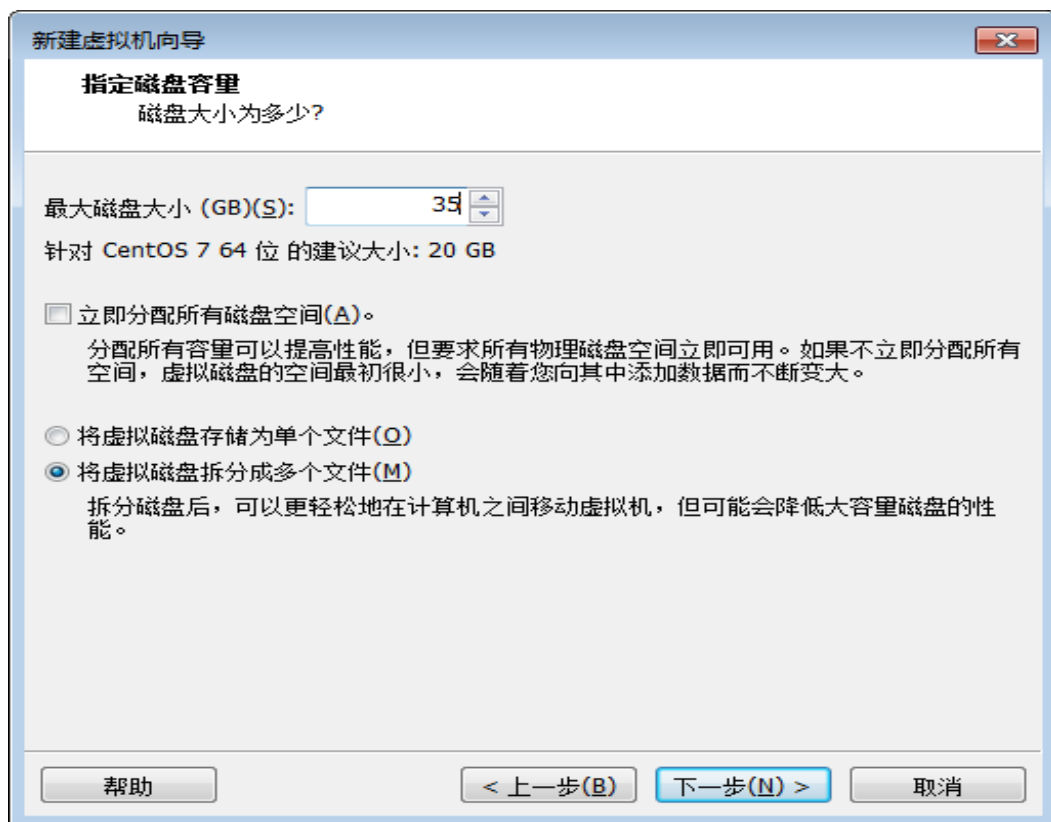 新建虚拟机向导
指定磁盘容量
磁盘大小为多少?
最大磁盘大小 (GB)(S): 35
针对 CentOS 7 64 位 的建议大小: 20 GB
立即分配所有磁盘空间(A)。
分配所有容量可以提高性能，但要求所有物理磁盘空间立即可用。如果不立即分配所有
空间，虚拟磁盘的空间最初很小，会随着您向其中添加数据而不断变大。
将虚拟磁盘存储为单个文件(O)
将虚拟磁盘拆分成多个文件(M)
拆分磁盘后，可以更轻松地在计算机之间移动虚拟机，但可能会降低大容量磁盘的性
能。
帮助 < 上一步(B) 下一步(N) > 取消